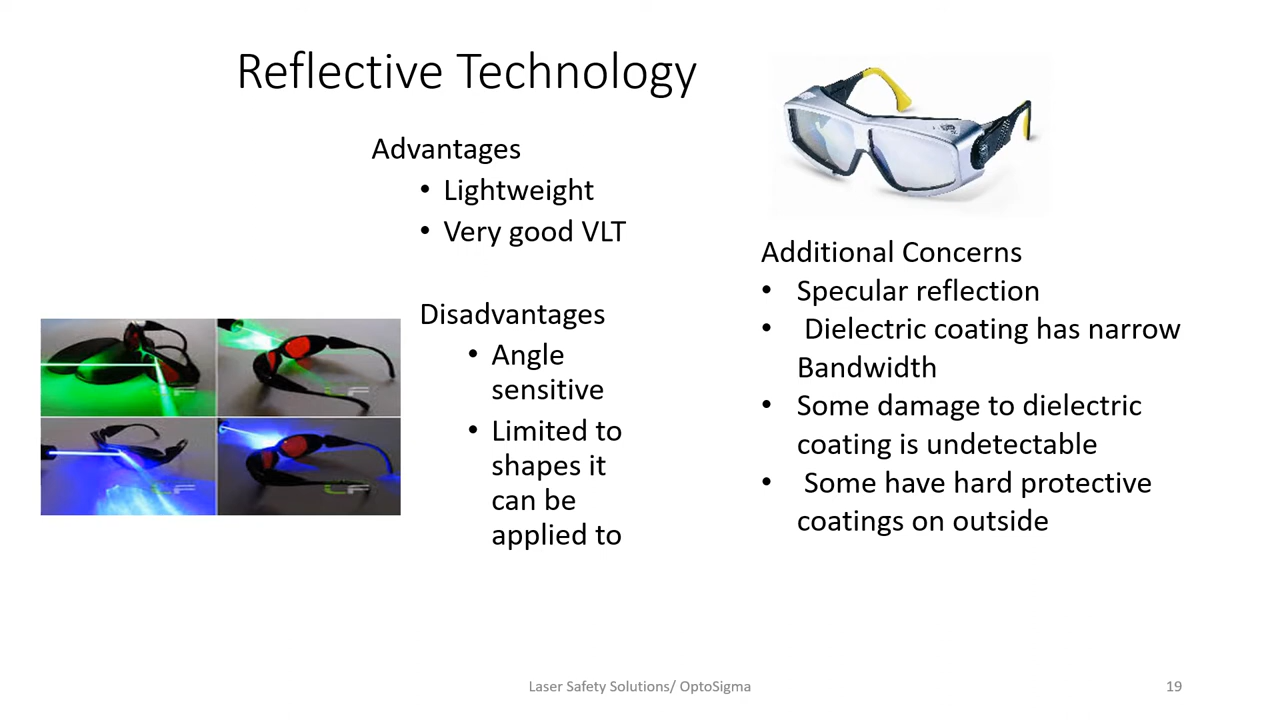 Reflective Technology
Advantages
• Lightweight
• Very good VLT
Disadvantages
• Angle
sensitive
• Limited to
shapes it
can be
applied to
Additional Concerns
• Specular reflection
• Dielectric coating has narrow
Bandwidth
• Some damage to dielectric
coating is undetectable
• Some have hard protective
coatings on outside
Laser Safety Solutions/ OptoSigma
19